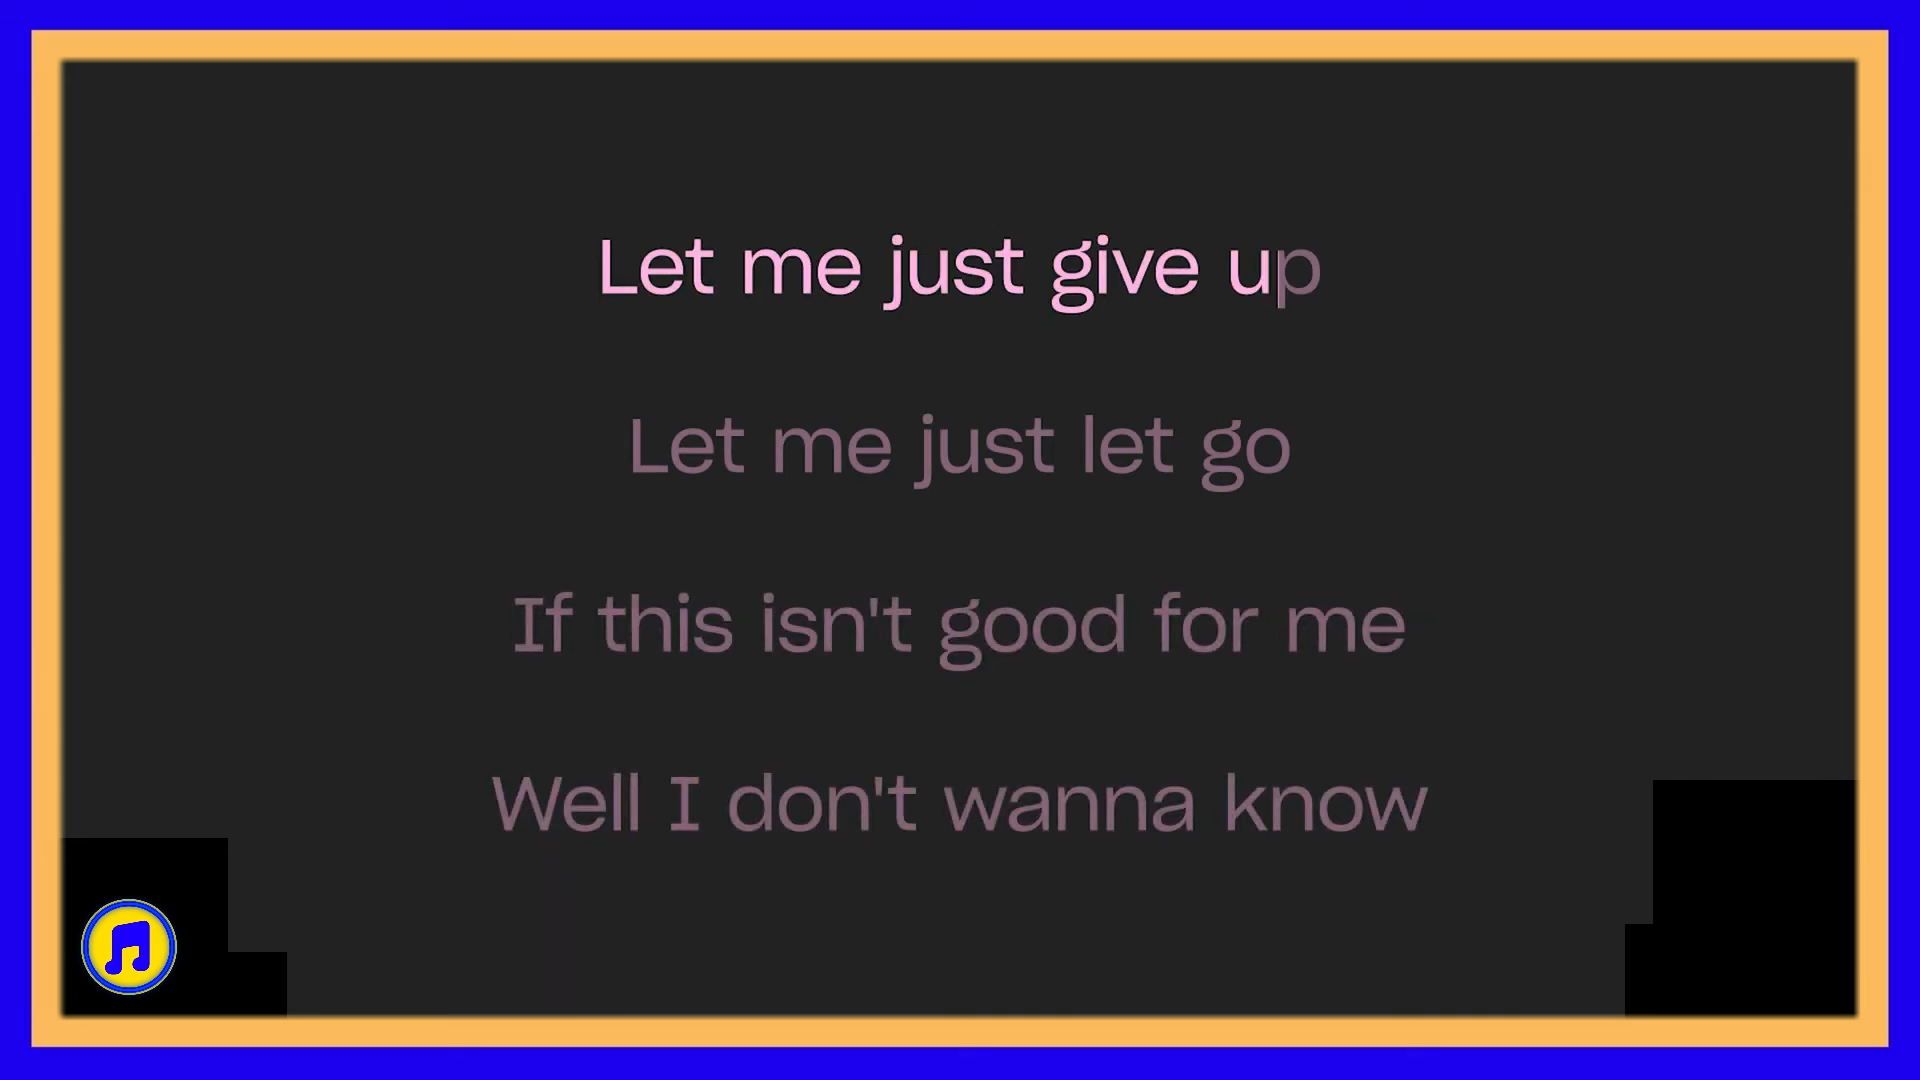 Let me just give up
Let me just let go
If this isn't good for me
Well I don't wanna know